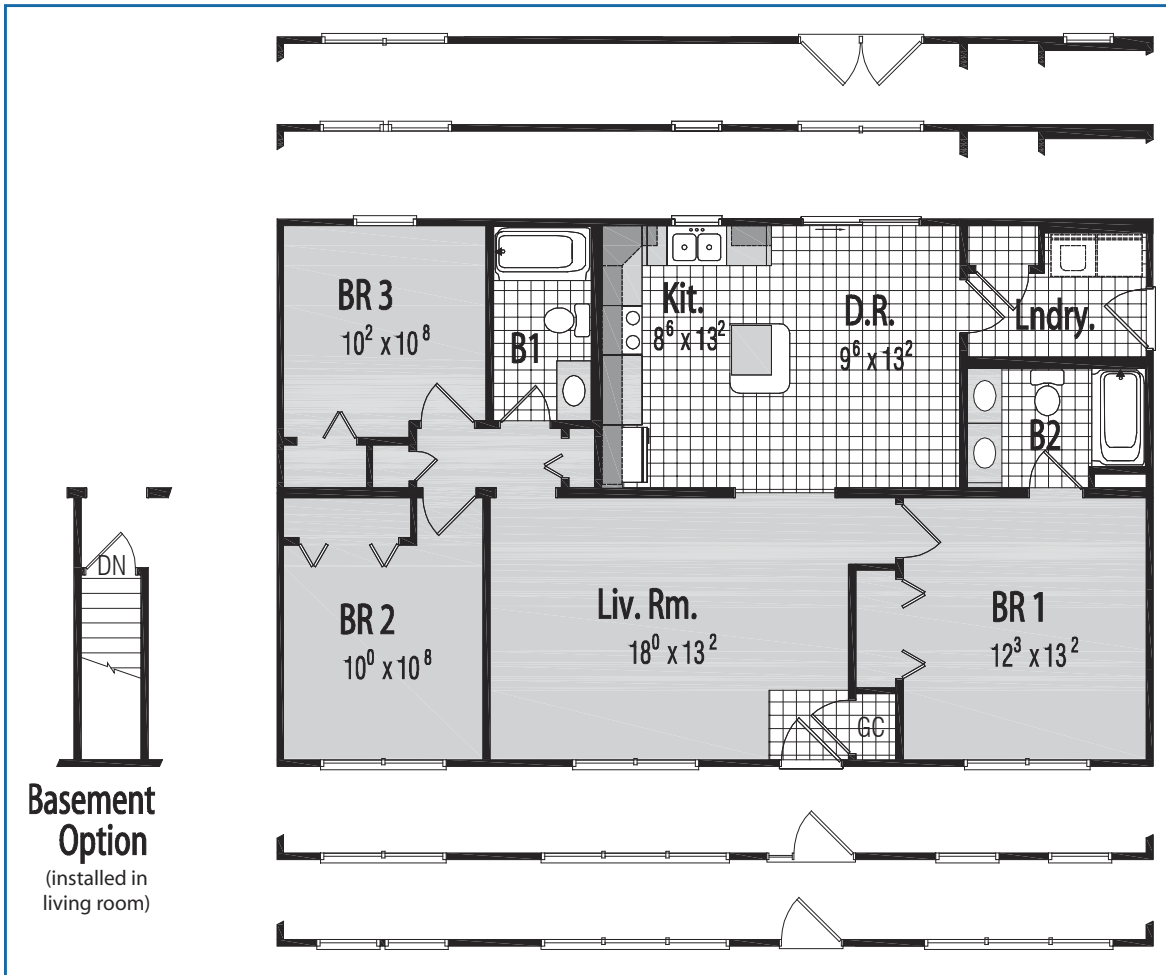 BR 3
10² x 10⁸
B1
Kit.
8⁶ x 13²
D.R.
9⁶ x 13²
Lndry.
B2
DN
BR 2
10⁰ x 10⁸
Liv. Rm.
18⁰ x 13²
BR 1
12³ x 13²
GC
Basement
Option
(installed in
living room)